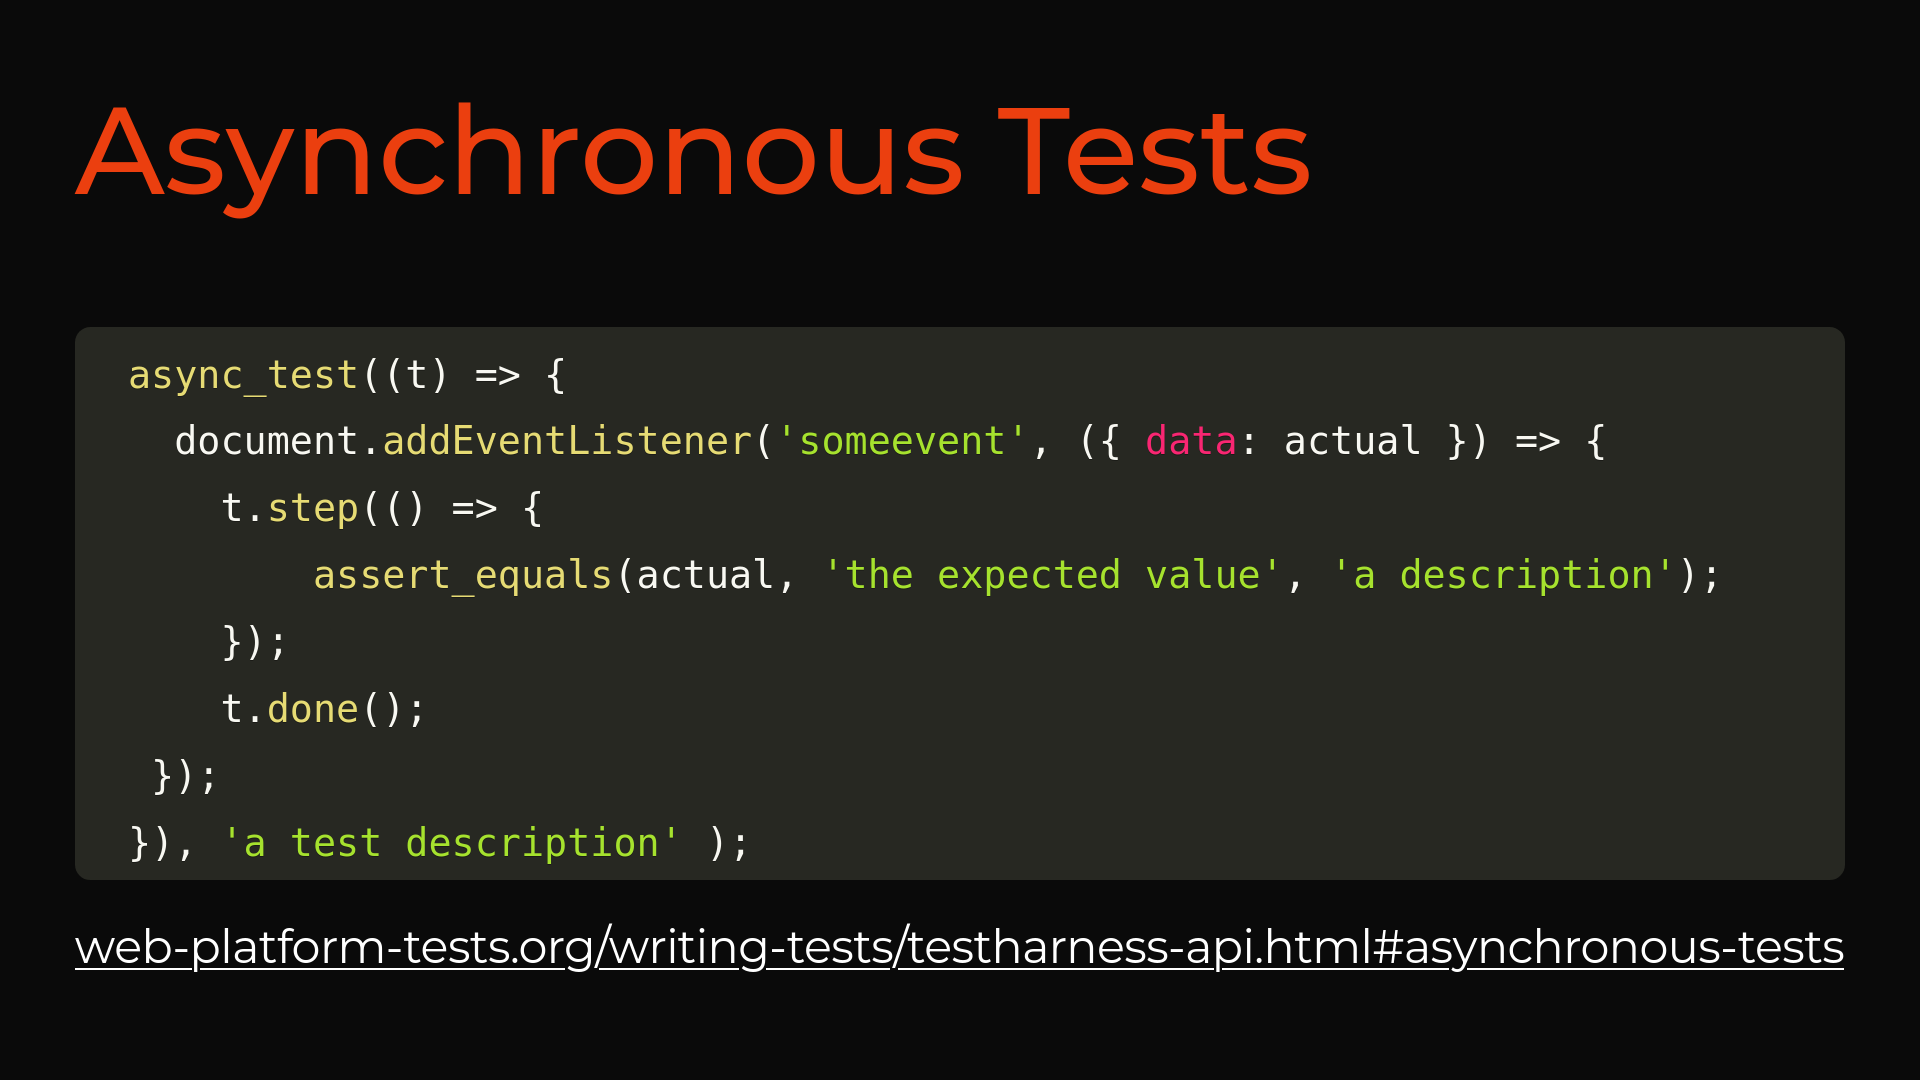 Asynchronous Tests
async_test((t) => {
  document.addEventListener('someevent', ({ data: actual }) => {
    t.step(() => {
        assert_equals(actual, 'the expected value', 'a description');
    });
    t.done();
 });
}), 'a test description' );
web-platform-tests.org/writing-tests/testharness-api.html#asynchronous-tests